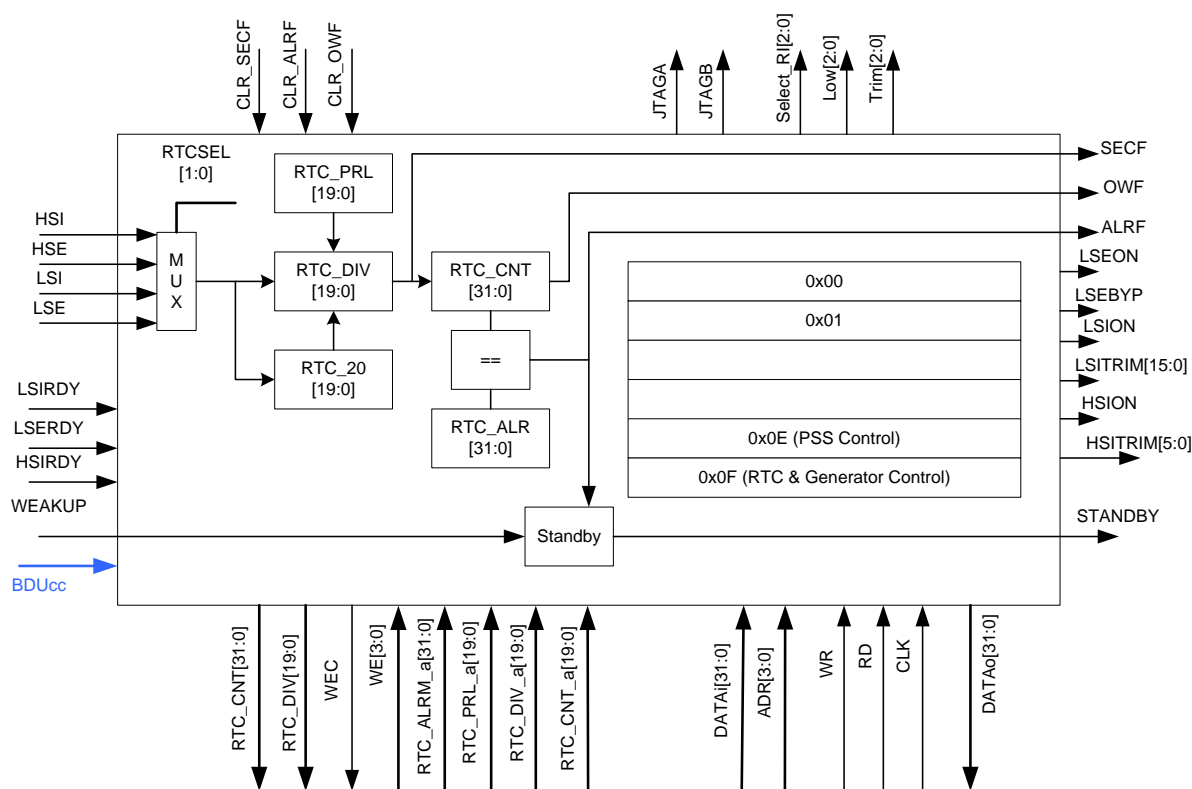 CLR_SECF
CLR_ALRF
CLR_OWF
JTAGA
JTAGB
Select_RI[2:0]
Low[2:0]
Trim[2:0]
RTCSEL
[1:0]
RTC_PRL
[19:0]
SECF
OWF
ALRF
HSI
HSE
LSI
LSE
M
U
X
RTC_DIV
[19:0]
RTC_CNT
[31:0]
==
RTC_20
[19:0]
RTC_ALR
[31:0]
0x00
0x01
0x0E (PSS Control)
0x0F (RTC & Generator Control)
LSEON
LSEBYP
LSION
LSITRIM[15:0]
HSION
HSITRIM[5:0]
LSIRDY
LSERDY
HSIRDY
WEAKUP
Standby
STANDBY
BDUcc
RTC_CNT[31:0]
RTC_DIV[19:0]
WEC
WE[3:0]
RTC_ALRM_a[31:0]
RTC_PRL_a[19:0]
RTC_DIV_a[19:0]
RTC_CNT_a[19:0]
DATAi[31:0]
ADR[3:0]
WR
RD
CLK
DATAo[31:0]